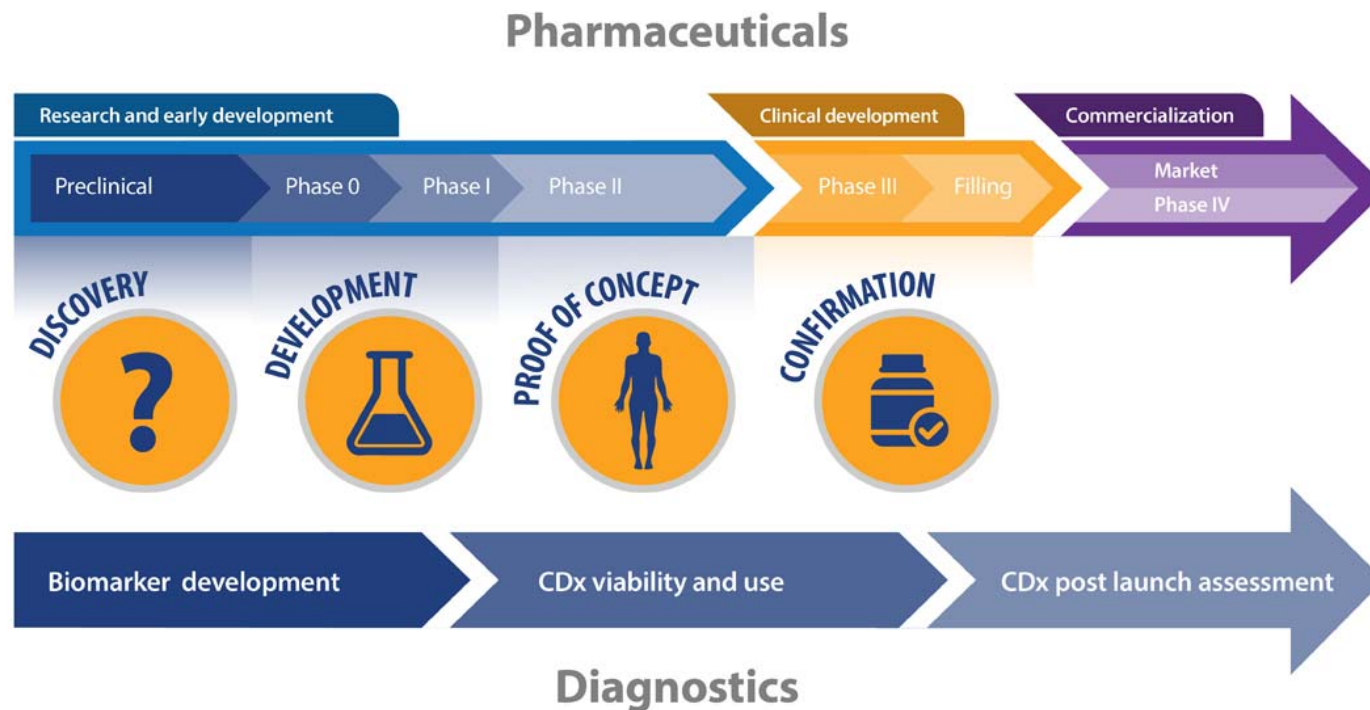 Pharmaceuticals
Research and early development
Clinical development
Commercialization
Preclinical
Phase 0
Phase I
Phase II
Phase III
Filling
Market
Phase IV
DISCOVERY
DEVELOPMENT
PROOF OF CONCEPT
CONFIRMATION
?
Biomarker development
CDx viability and use
CDx post launch assessment
Diagnostics